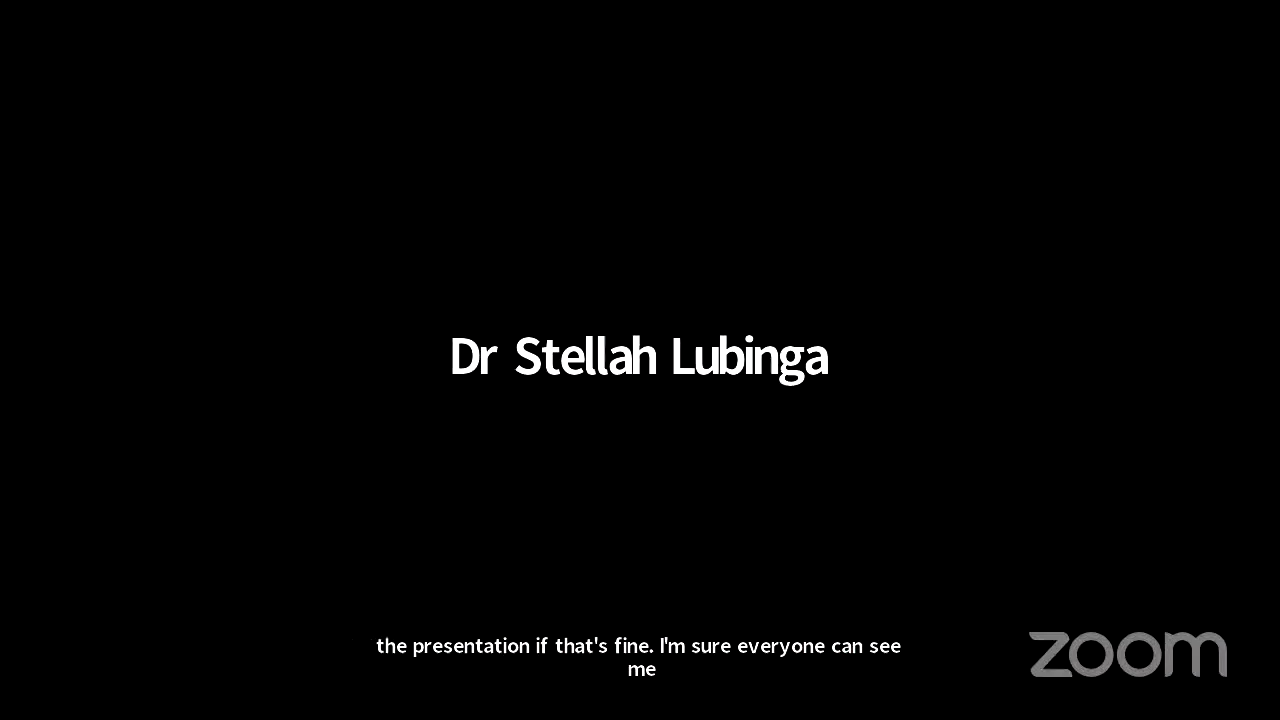 Dr Stellah Lubinga
the presentation if that's fine. I'm sure everyone can see
me
zoom